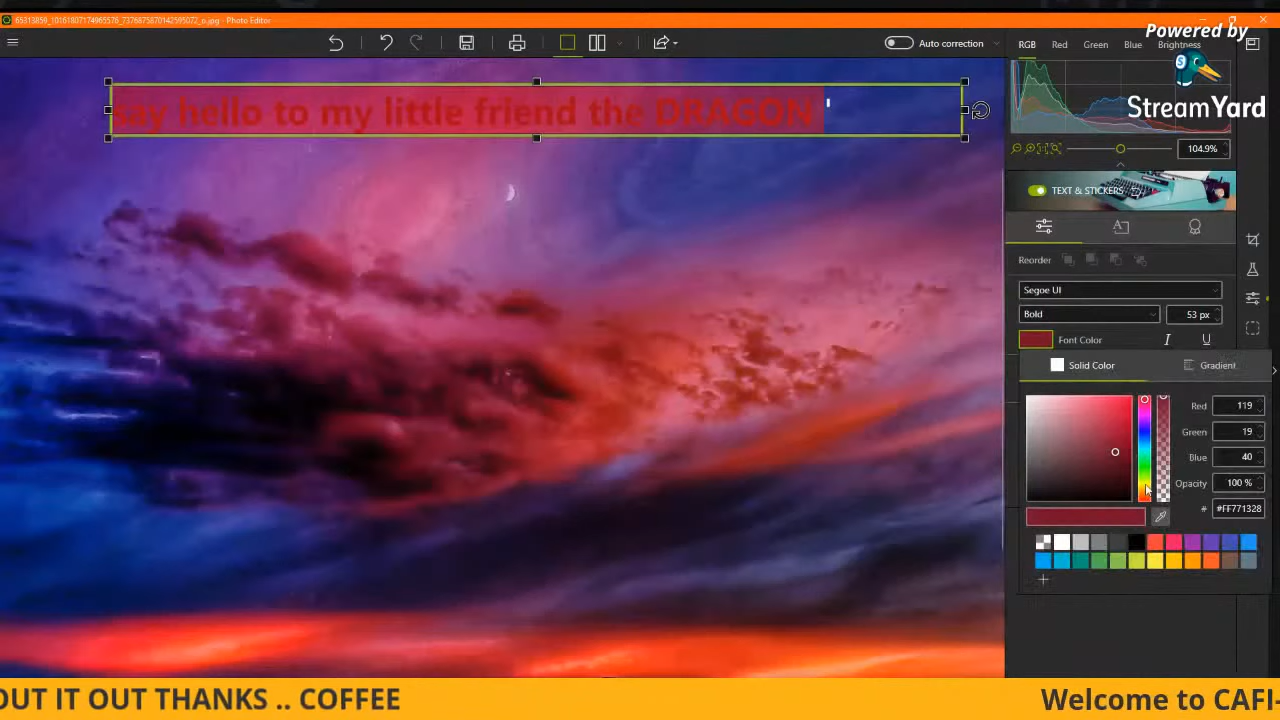 65313859_10161807174965576_7376875870142595072_o.jpg - Photo Editor
Powered by
StreamYard
Auto correction
RGB Red Green Blue Brightness
say hello to my little friend the DRAGON '
104.9%
TEXT & STICKERS
Reorder
Segoe UI
Bold 53 px
Font Color I U
Solid Color Gradient
Red 119
Green 19
Blue 40
Opacity 100 %
# #FF771328
OUT IT OUT THANKS .. COFFEE Welcome to CAFI-